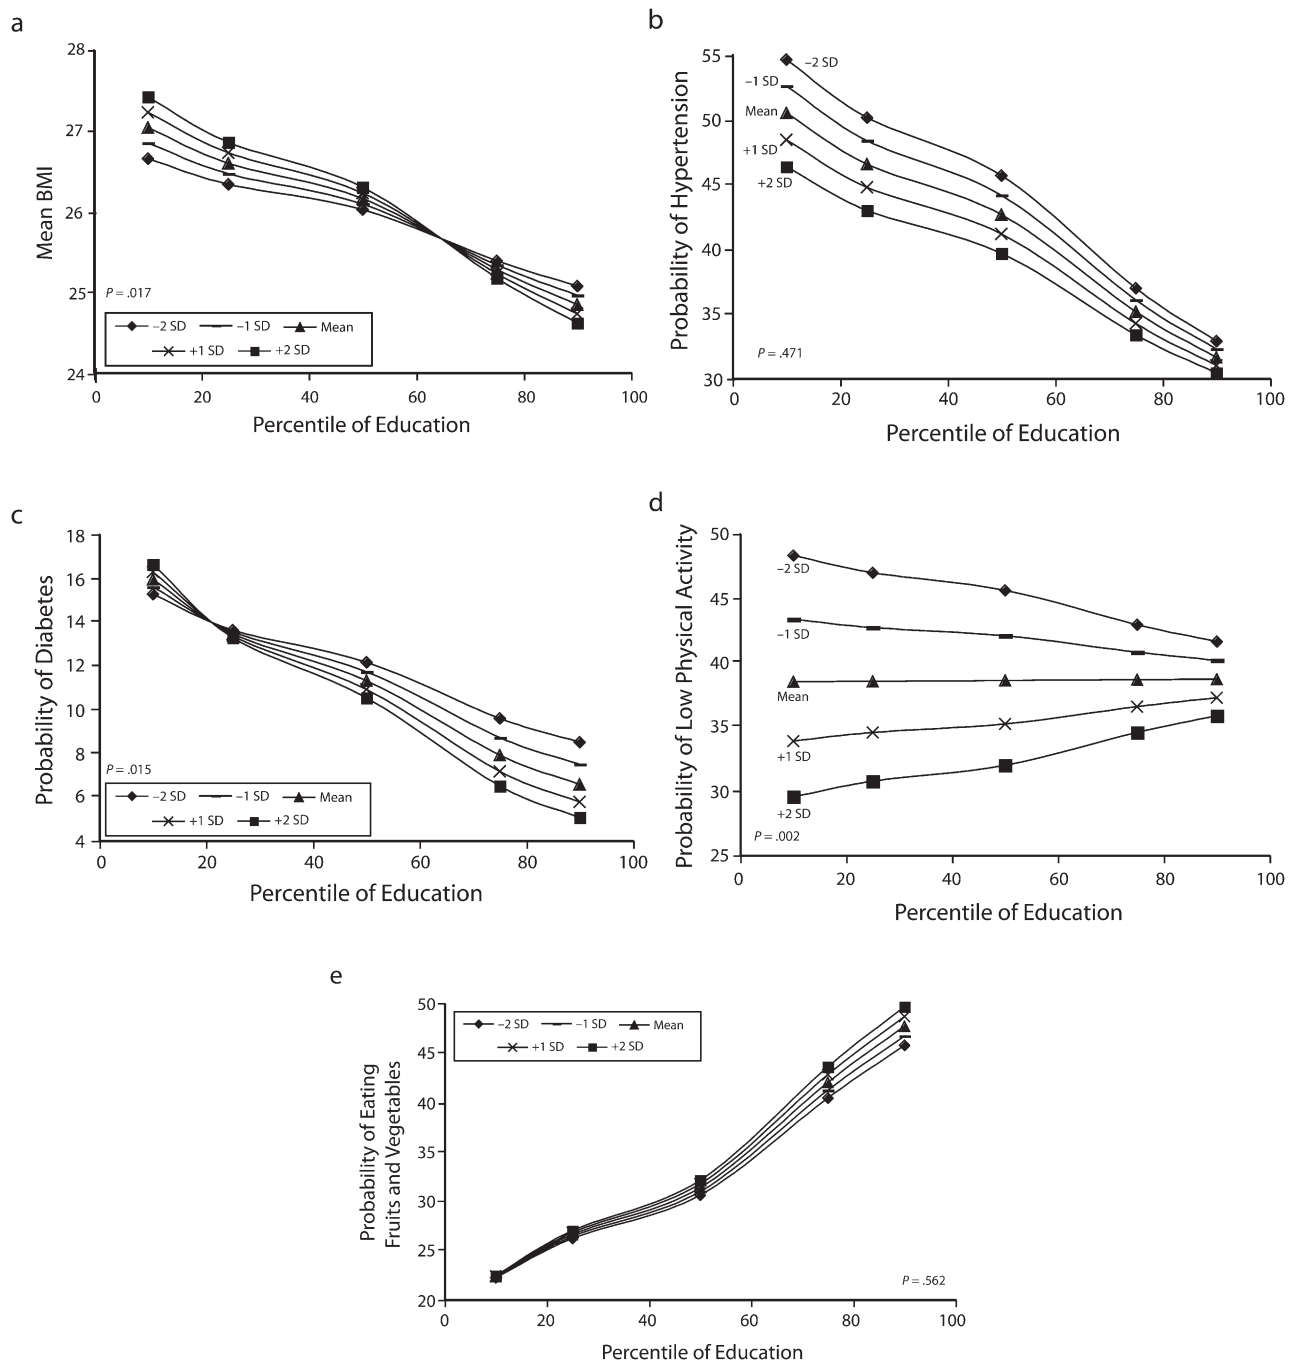 a
28
27
26
25
24
Mean BMI
P = .017
–2 SD –1 SD Mean
+1 SD +2 SD
0 20 40 60 80 100
Percentile of Education
b
55
50
45
40
35
30
Probability of Hypertension
–2 SD
–1 SD
Mean
+1 SD
+2 SD
P = .471
0 20 40 60 80 100
Percentile of Education
c
18
16
14
12
10
8
6
4
Probability of Diabetes
P = .015
–2 SD –1 SD Mean
+1 SD +2 SD
0 20 40 60 80 100
Percentile of Education
d
50
45
40
35
30
25
Probability of Low Physical Activity
–2 SD
–1 SD
Mean
+1 SD
+2 SD
P = .002
0 20 40 60 80 100
Percentile of Education
e
50
45
40
35
30
25
20
Probability of Eating
Fruits and Vegetables
–2 SD –1 SD Mean
+1 SD +2 SD
P = .562
0 20 40 60 80 100
Percentile of Education